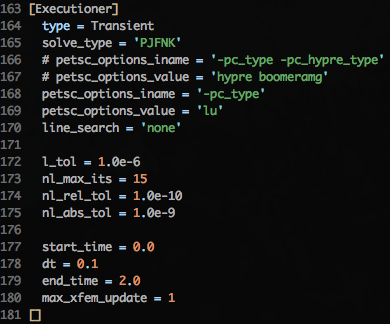 163 [Executioner]
164   type = Transient
165   solve_type = 'PJFNK'
166   # petsc_options_iname = '-pc_type -pc_hypre_type'
167   # petsc_options_value = 'hypre boomeramg'
168   petsc_options_iname = '-pc_type'
169   petsc_options_value = 'lu'
170   line_search = 'none'
171
172   l_tol = 1.0e-6
173   nl_max_its = 15
174   nl_rel_tol = 1.0e-10
175   nl_abs_tol = 1.0e-9
176
177   start_time = 0.0
178   dt = 0.1
179   end_time = 2.0
180   max_xfem_update = 1
181 []